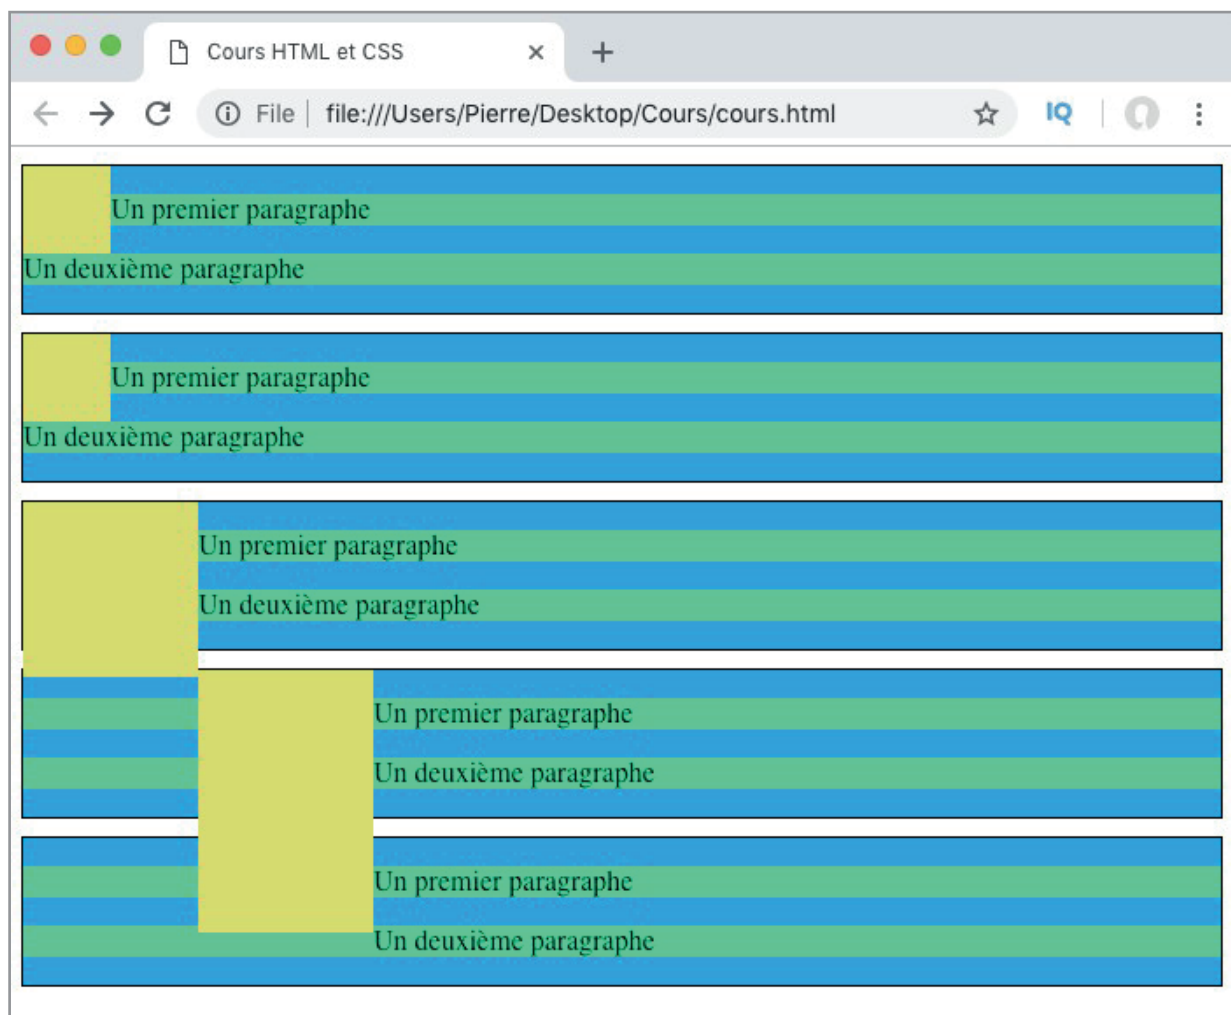 Cours HTML et CSS
File file:///Users/Pierre/Desktop/Cours/cours.html IQ
Un premier paragraphe
Un deuxième paragraphe
Un premier paragraphe
Un deuxième paragraphe
Un premier paragraphe
Un deuxième paragraphe
Un premier paragraphe
Un deuxième paragraphe
Un premier paragraphe
Un deuxième paragraphe